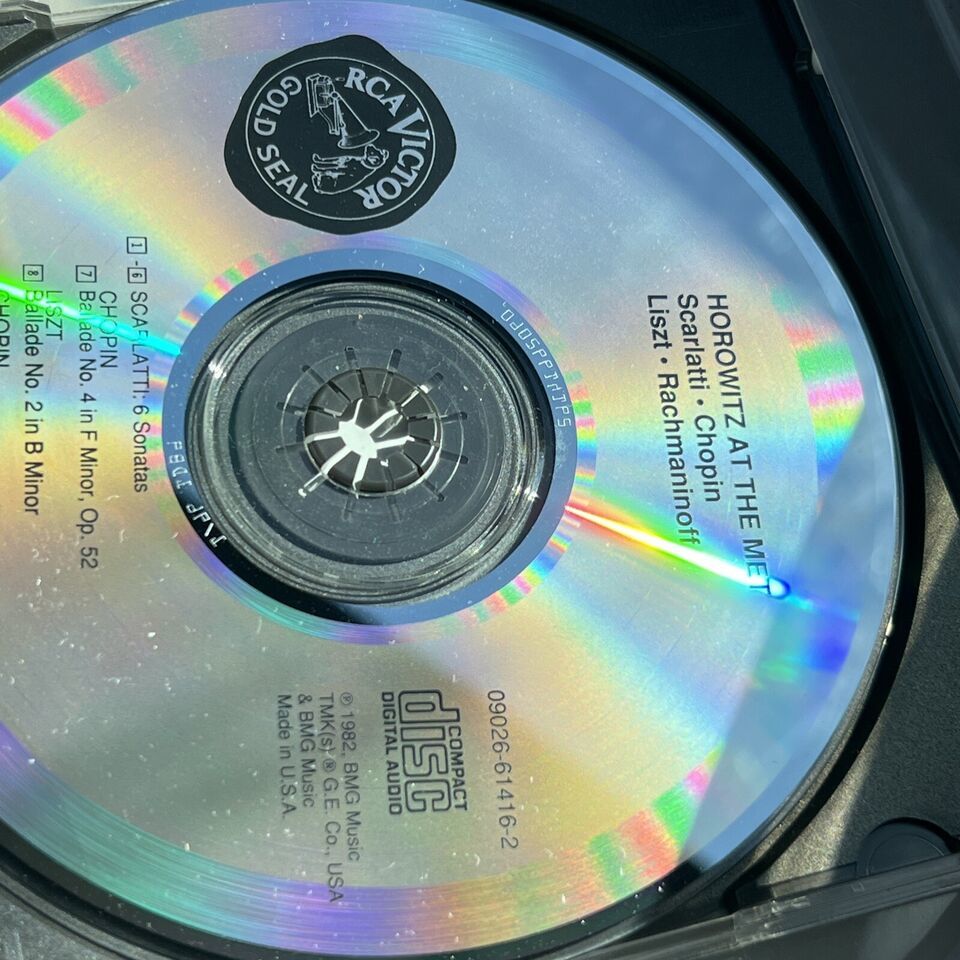 RCA VICTOR
GOLD SEAL
HOROWITZ AT THE MET
Scarlatti • Chopin
Liszt • Rachmaninoff
09026-61416-2
COMPACT
disc
DIGITAL AUDIO
℗ 1982, BMG Music
TMK(s) ® G.E. Co., USA
& BMG Music
Made in U.S.A.
1 - 6 SCARLATTI: 6 Sonatas
CHOPIN
7 Ballade No. 4 in F Minor, Op. 52
LISZT
8 Ballade No. 2 in B Minor
CHOPIN